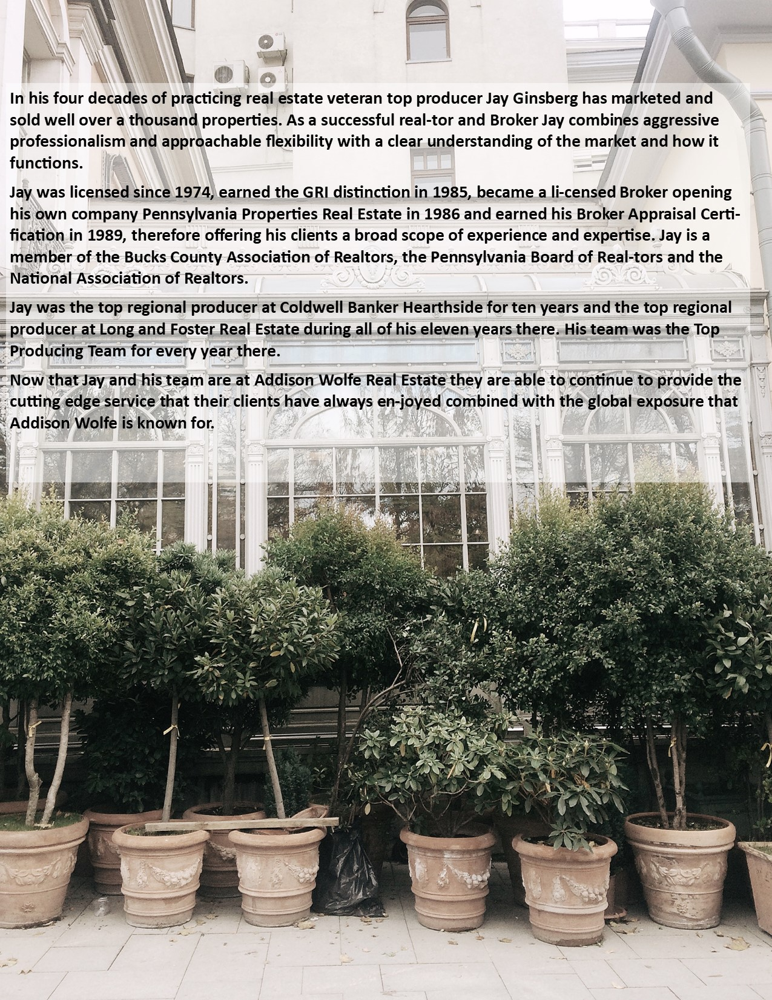 In his four decades of practicing real estate veteran top producer Jay Ginsberg has marketed and
sold well over a thousand properties. As a successful real-tor and Broker Jay combines aggressive
professionalism and approachable flexibility with a clear understanding of the market and how it
functions.
Jay was licensed since 1974, earned the GRI distinction in 1985, became a li-censed Broker opening
his own company Pennsylvania Properties Real Estate in 1986 and earned his Broker Appraisal Certi-
fication in 1989, therefore offering his clients a broad scope of experience and expertise. Jay is a
member of the Bucks County Association of Realtors, the Pennsylvania Board of Real-tors and the
National Association of Realtors.
Jay was the top regional producer at Coldwell Banker Hearthside for ten years and the top regional
producer at Long and Foster Real Estate during all of his eleven years there. His team was the Top
Producing Team for every year there.
Now that Jay and his team are at Addison Wolfe Real Estate they are able to continue to provide the
cutting edge service that their clients have always en-joyed combined with the global exposure that
Addison Wolfe is known for.